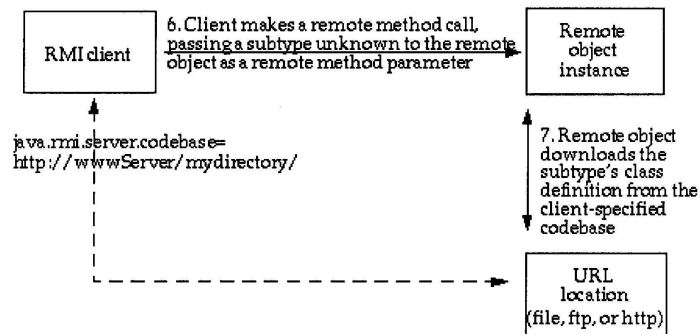 6. Client makes a remote method call,
passing a subtype unknown to the remote
object as a remote method parameter
RMI client
Remote
object
instance
java.rmi.server.codebase=
http://wwwServer/mydirectory/
7. Remote object
downloads the
subtype's class
definition from the
client-specified
codebase
URL
location
(file, ftp, or http)